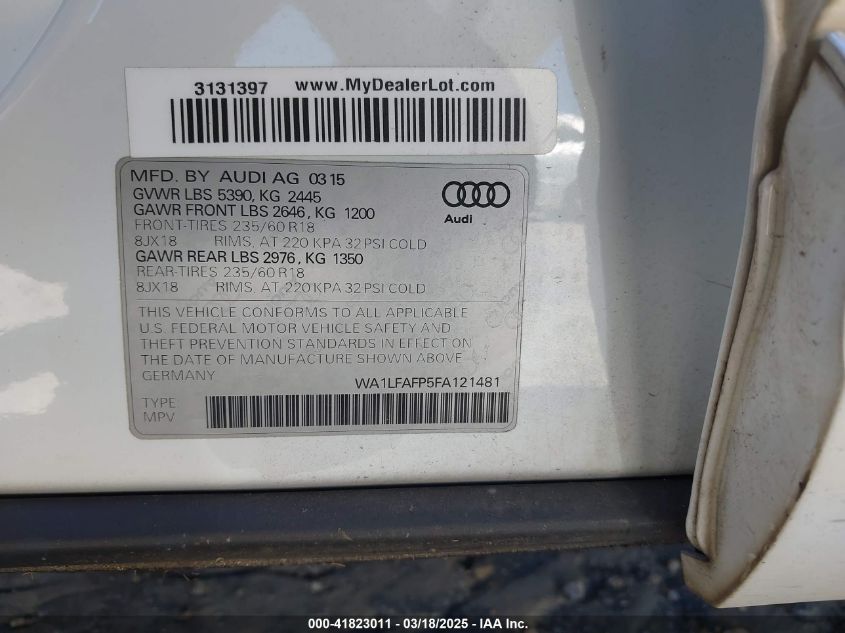 3131397 www.MyDealerLot.com
MFD. BY AUDI AG 03 15
GVWR LBS 5390, KG 2445
GAWR FRONT LBS 2646, KG 1200
FRONT-TIRES 235/60 R18
8JX18 RIMS, AT 220 KPA 32 PSI COLD
GAWR REAR LBS 2976, KG 1350
REAR-TIRES 235/60 R18
8JX18 RIMS, AT 220 KPA 32 PSI COLD
Audi
THIS VEHICLE CONFORMS TO ALL APPLICABLE
U.S. FEDERAL MOTOR VEHICLE SAFETY AND
THEFT PREVENTION STANDARDS IN EFFECT ON
THE DATE OF MANUFACTURE SHOWN ABOVE
GERMANY WA1LFAFP5FA121481
TYPE:
MPV
000-41823011 - 03/18/2025 - IAA Inc.